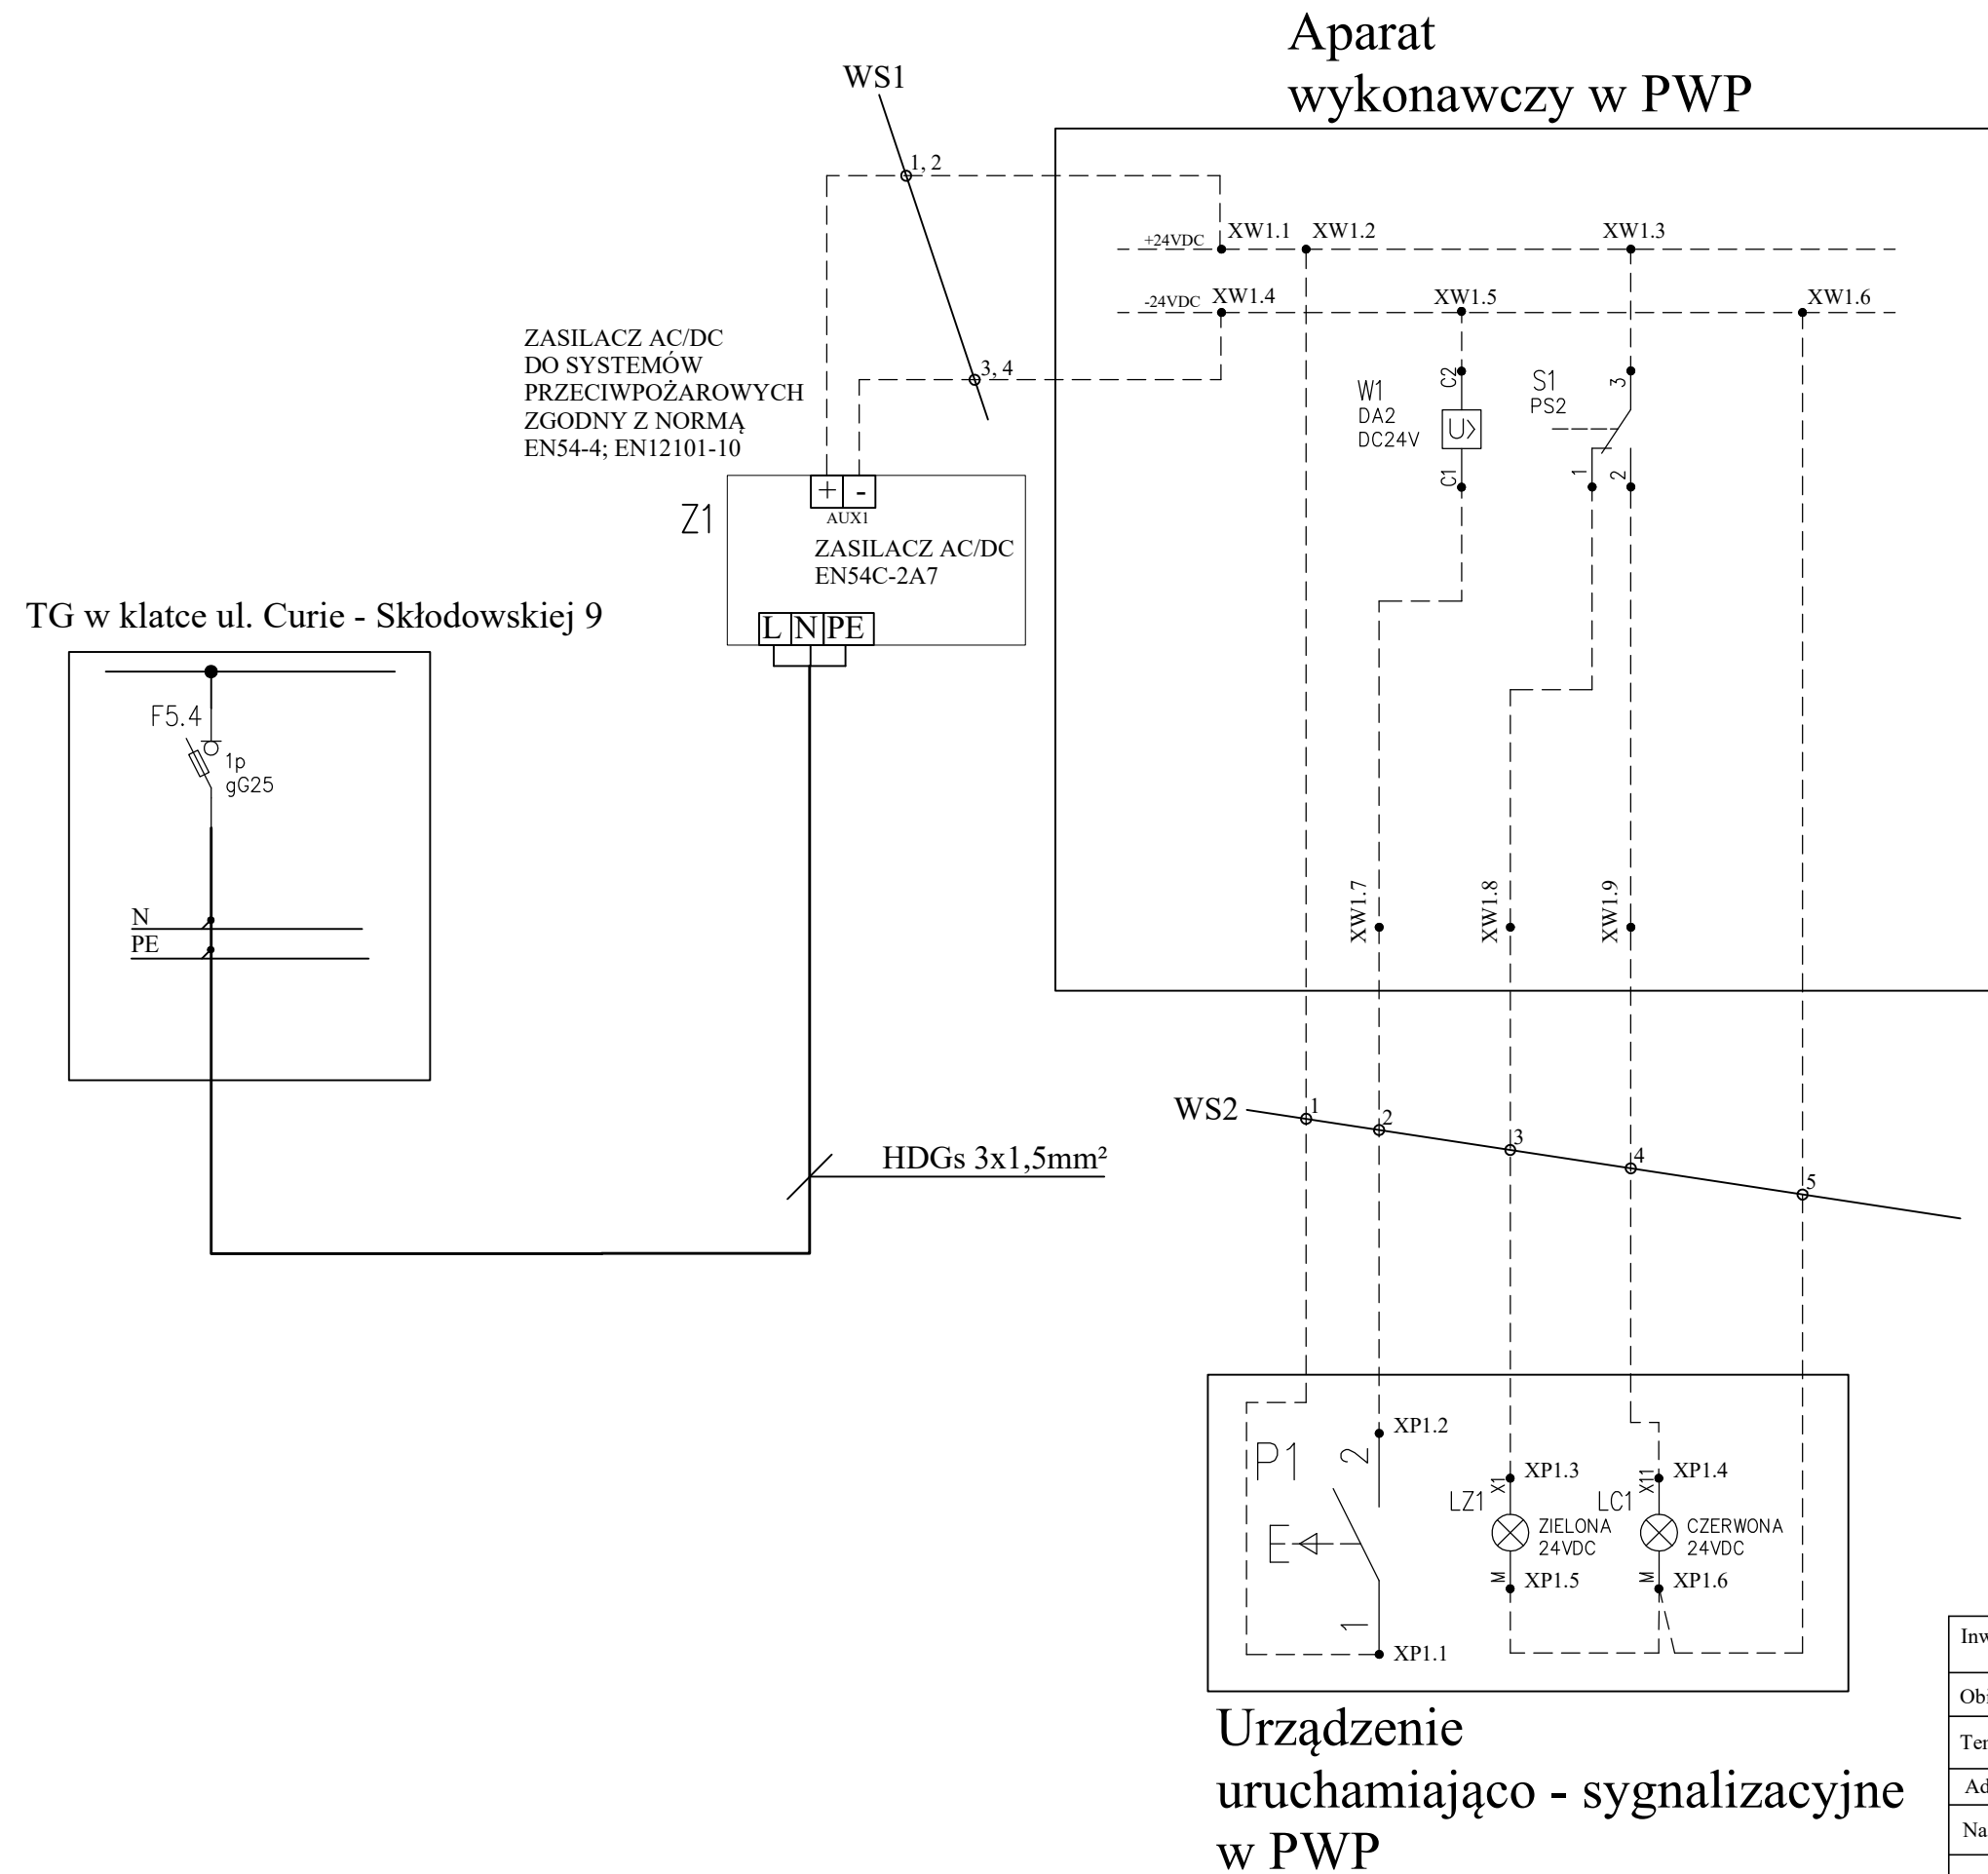 Aparat
wykonawczy w PWP
WS1
1, 2
3, 4
+24VDC
XW1.1
XW1.2
XW1.3
-24VDC
XW1.4
XW1.5
XW1.6
ZASILACZ AC/DC
DO SYSTEMÓW
PRZECIWPOŻAROWYCH
ZGODNY Z NORMĄ
EN54-4; EN12101-10
W1
DA2
DC24V
C2
U>
C1
S1
PS2
3
1
2
Z1
+ -
AUX1
ZASILACZ AC/DC
EN54C-2A7
L N PE
TG w klatce ul. Curie - Skłodowskiej 9
F5.4
1p
gG25
N
PE
XW1.7
XW1.8
XW1.9
WS2
1
2
3
4
5
HDGs 3x1,5mm²
P1
2
XP1.2
E
1
XP1.1
LZ1
X1
XP1.3
ZIELONA
24VDC
M
XP1.5
LC1
X11
XP1.4
CZERWONA
24VDC
M
XP1.6
Urządzenie
uruchamiająco - sygnalizacyjne
w PWP